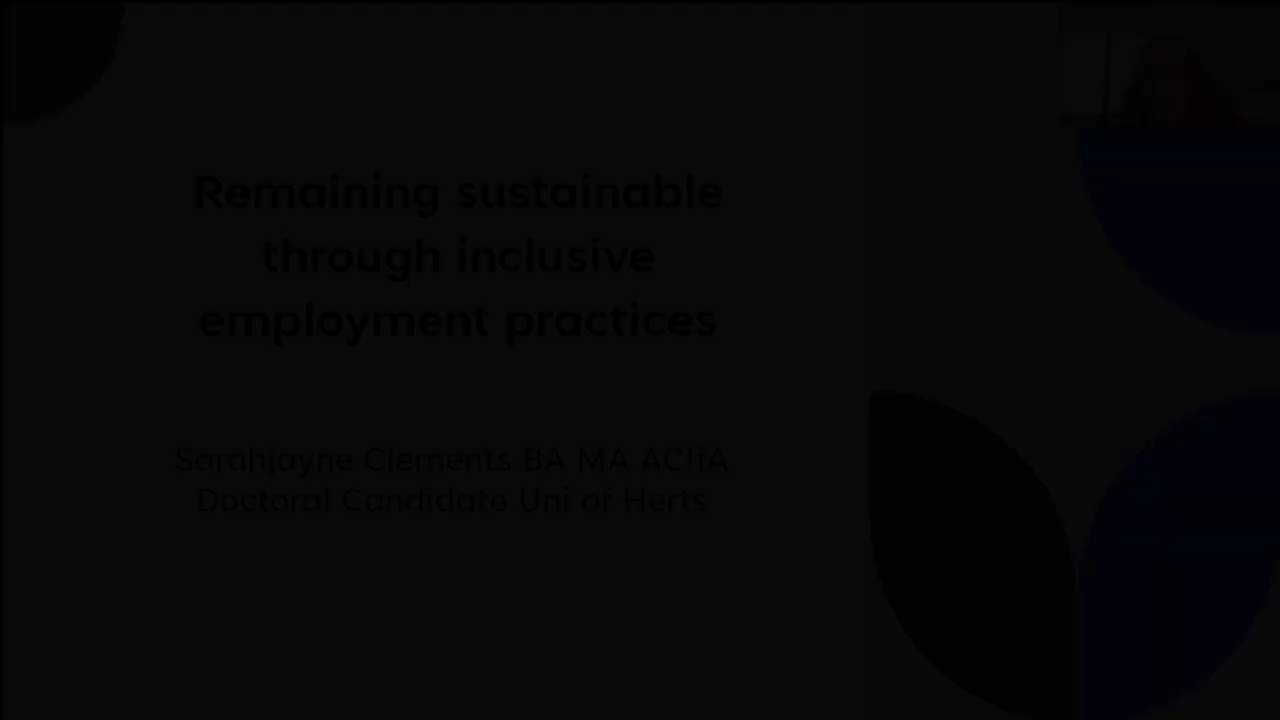 Remaining sustainable
through inclusive
employment practices
Sarahjayne Clements BA MA ACIfA
Doctoral Candidate Uni of Herts